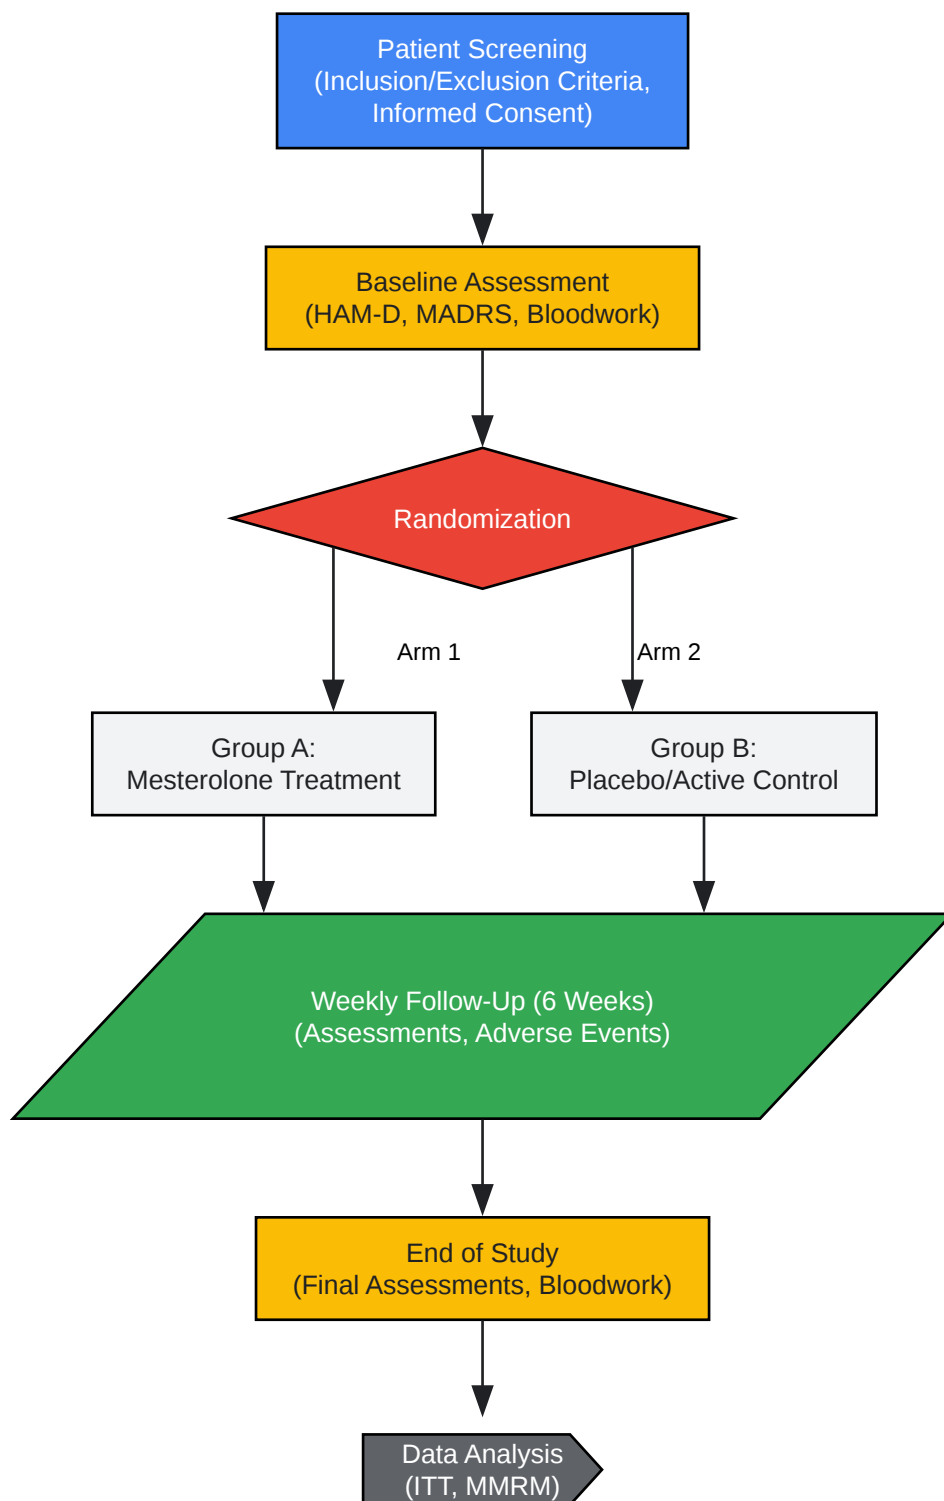 Patient Screening
(Inclusion/Exclusion Criteria,
Informed Consent)
Baseline Assessment
(HAM-D, MADRS, Bloodwork)
Randomization
Arm 1
Arm 2
Group A:
Mesterolone Treatment
Group B:
Placebo/Active Control
Weekly Follow-Up (6 Weeks)
(Assessments, Adverse Events)
End of Study
(Final Assessments, Bloodwork)
Data Analysis
(ITT, MMRM)